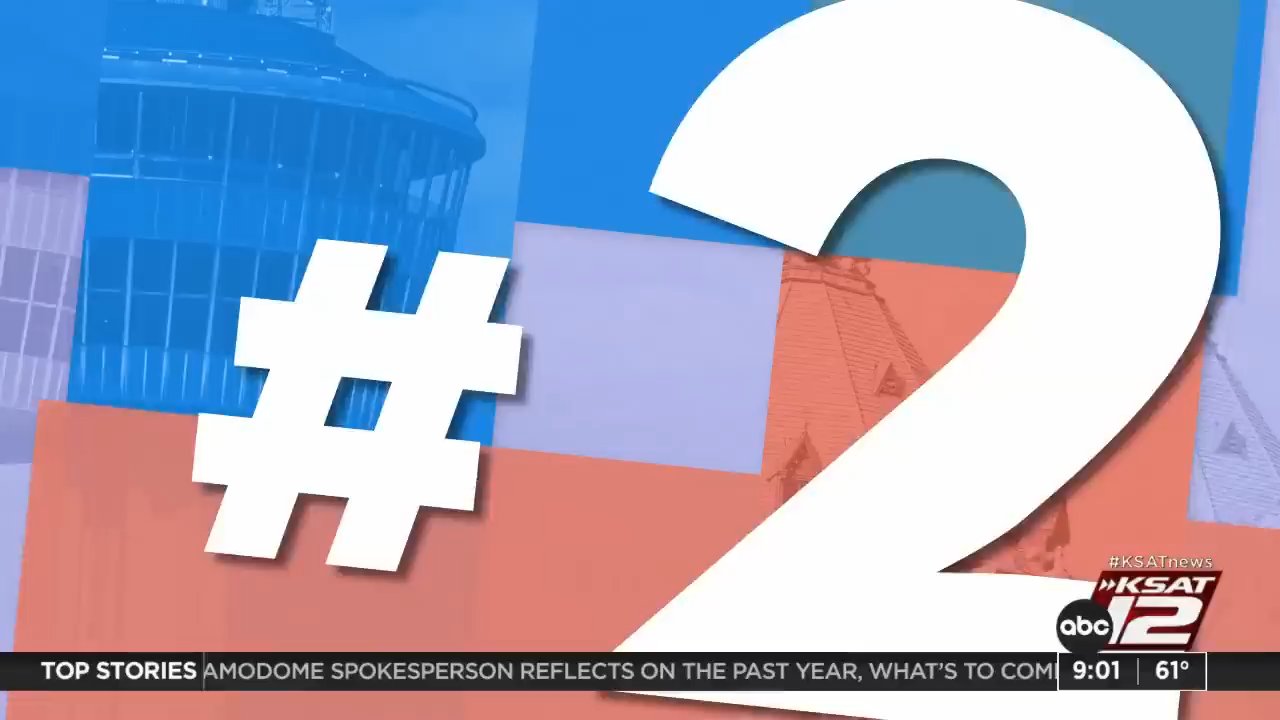 #2
#KSATnews
KSAT
abc 12
TOP STORIES AMODOME SPOKESPERSON REFLECTS ON THE PAST YEAR, WHAT'S TO COM 9:01 61°